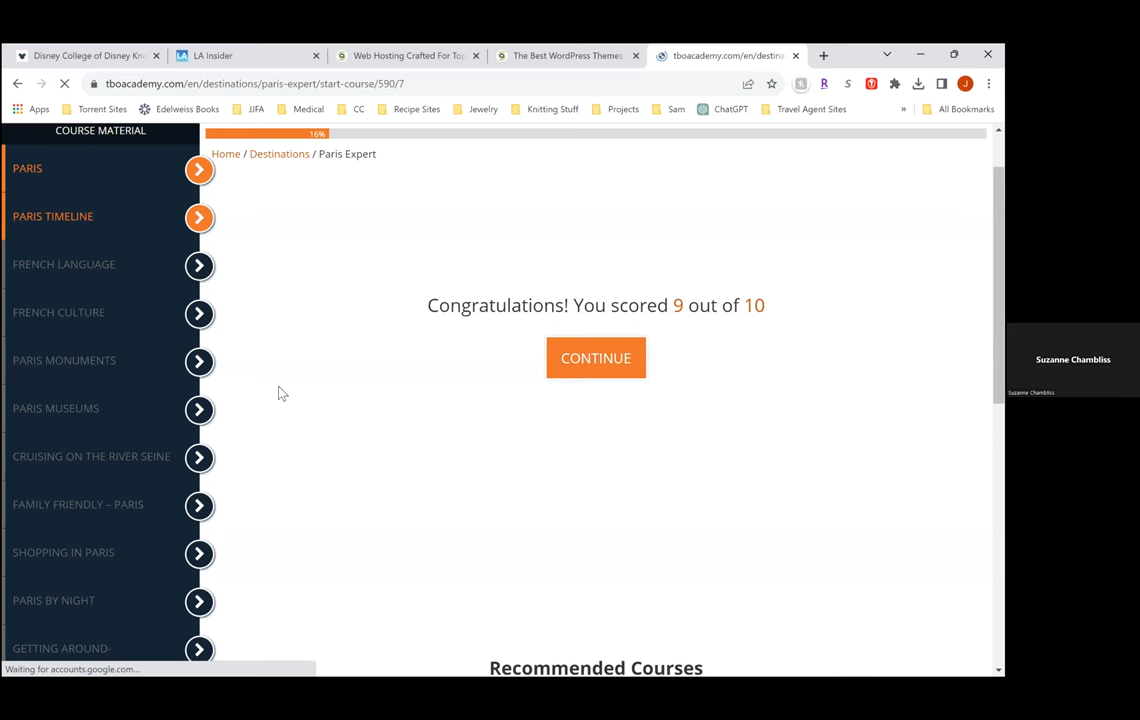 Disney College of Disney Kno
LA Insider
Web Hosting Crafted For Top
The Best WordPress Themes
tboacademy.com/en/destina
tboacademy.com/en/destinations/paris-expert/start-course/590/7
Apps
Torrent Sites
Edelweiss Books
JJFA
Medical
CC
Recipe Sites
Jewelry
Knitting Stuff
Projects
Sam
ChatGPT
Travel Agent Sites
»
All Bookmarks
COURSE MATERIAL
16%
Home / Destinations / Paris Expert
PARIS
PARIS TIMELINE
FRENCH LANGUAGE
FRENCH CULTURE
PARIS MONUMENTS
PARIS MUSEUMS
CRUISING ON THE RIVER SEINE
FAMILY FRIENDLY – PARIS
SHOPPING IN PARIS
PARIS BY NIGHT
GETTING AROUND-
Congratulations! You scored 9 out of 10
CONTINUE
Recommended Courses
Waiting for accounts.google.com...
Suzanne Chambliss
Suzanne Chambliss